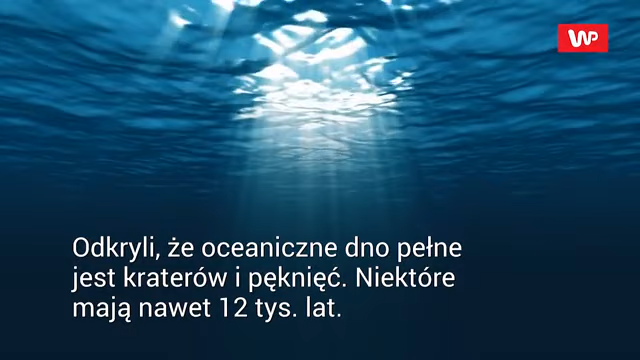 WP
Odkryli, że oceaniczne dno pełne
jest kraterów i pęknięć. Niektóre
mają nawet 12 tys. lat.